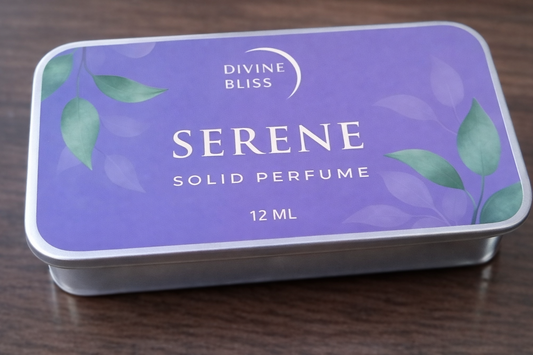 DIVINE
BLISS
SERENE
SOLID PERFUME
12 ML